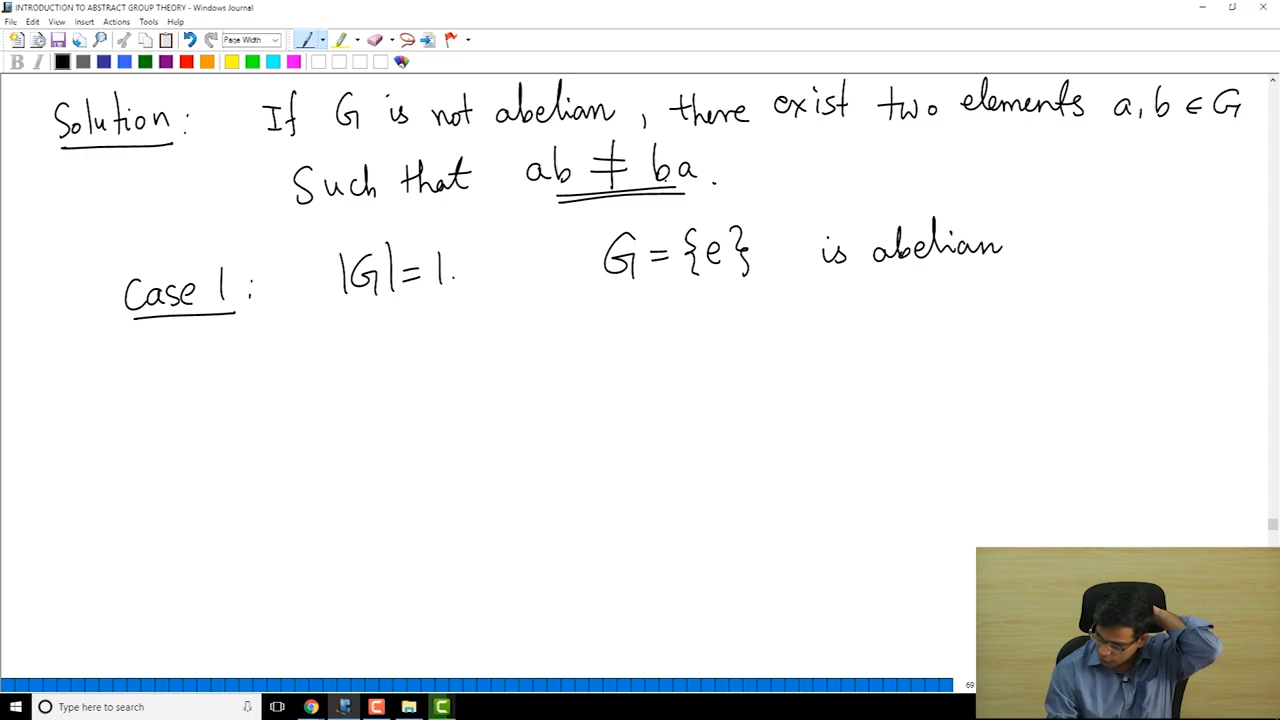 INTRODUCTION TO ABSTRACT GROUP THEORY - Windows Journal
File Edit View Insert Actions Tools Help
Page Width
B I
Solution: If G is not abelian, there exist two elements a, b ∈ G
Such that ab ≠ ba.
Case 1: |G| = 1. G = {e} is abelian
69
Type here to search